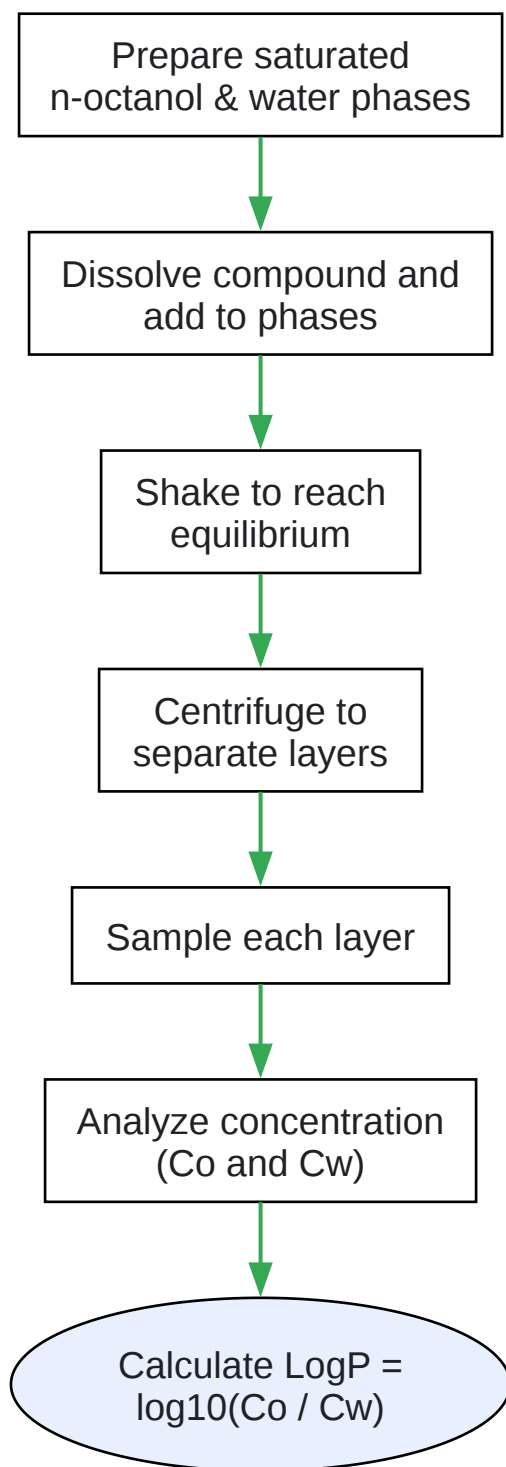 Prepare saturated
n-octanol & water phases
Dissolve compound and
add to phases
Shake to reach
equilibrium
Centrifuge to
separate layers
Sample each layer
Analyze concentration
(Co and Cw)
Calculate LogP =
log10(Co / Cw)